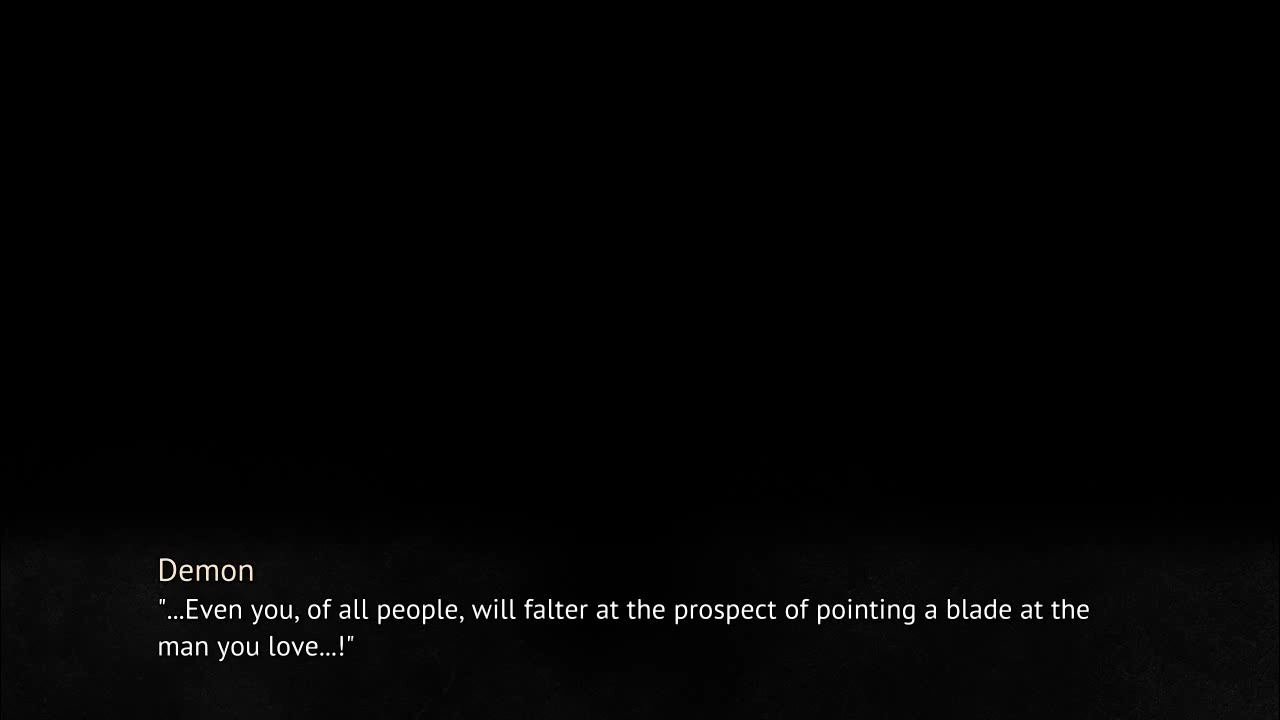 Demon
"...Even you, of all people, will falter at the prospect of pointing a blade at the
man you love...!"